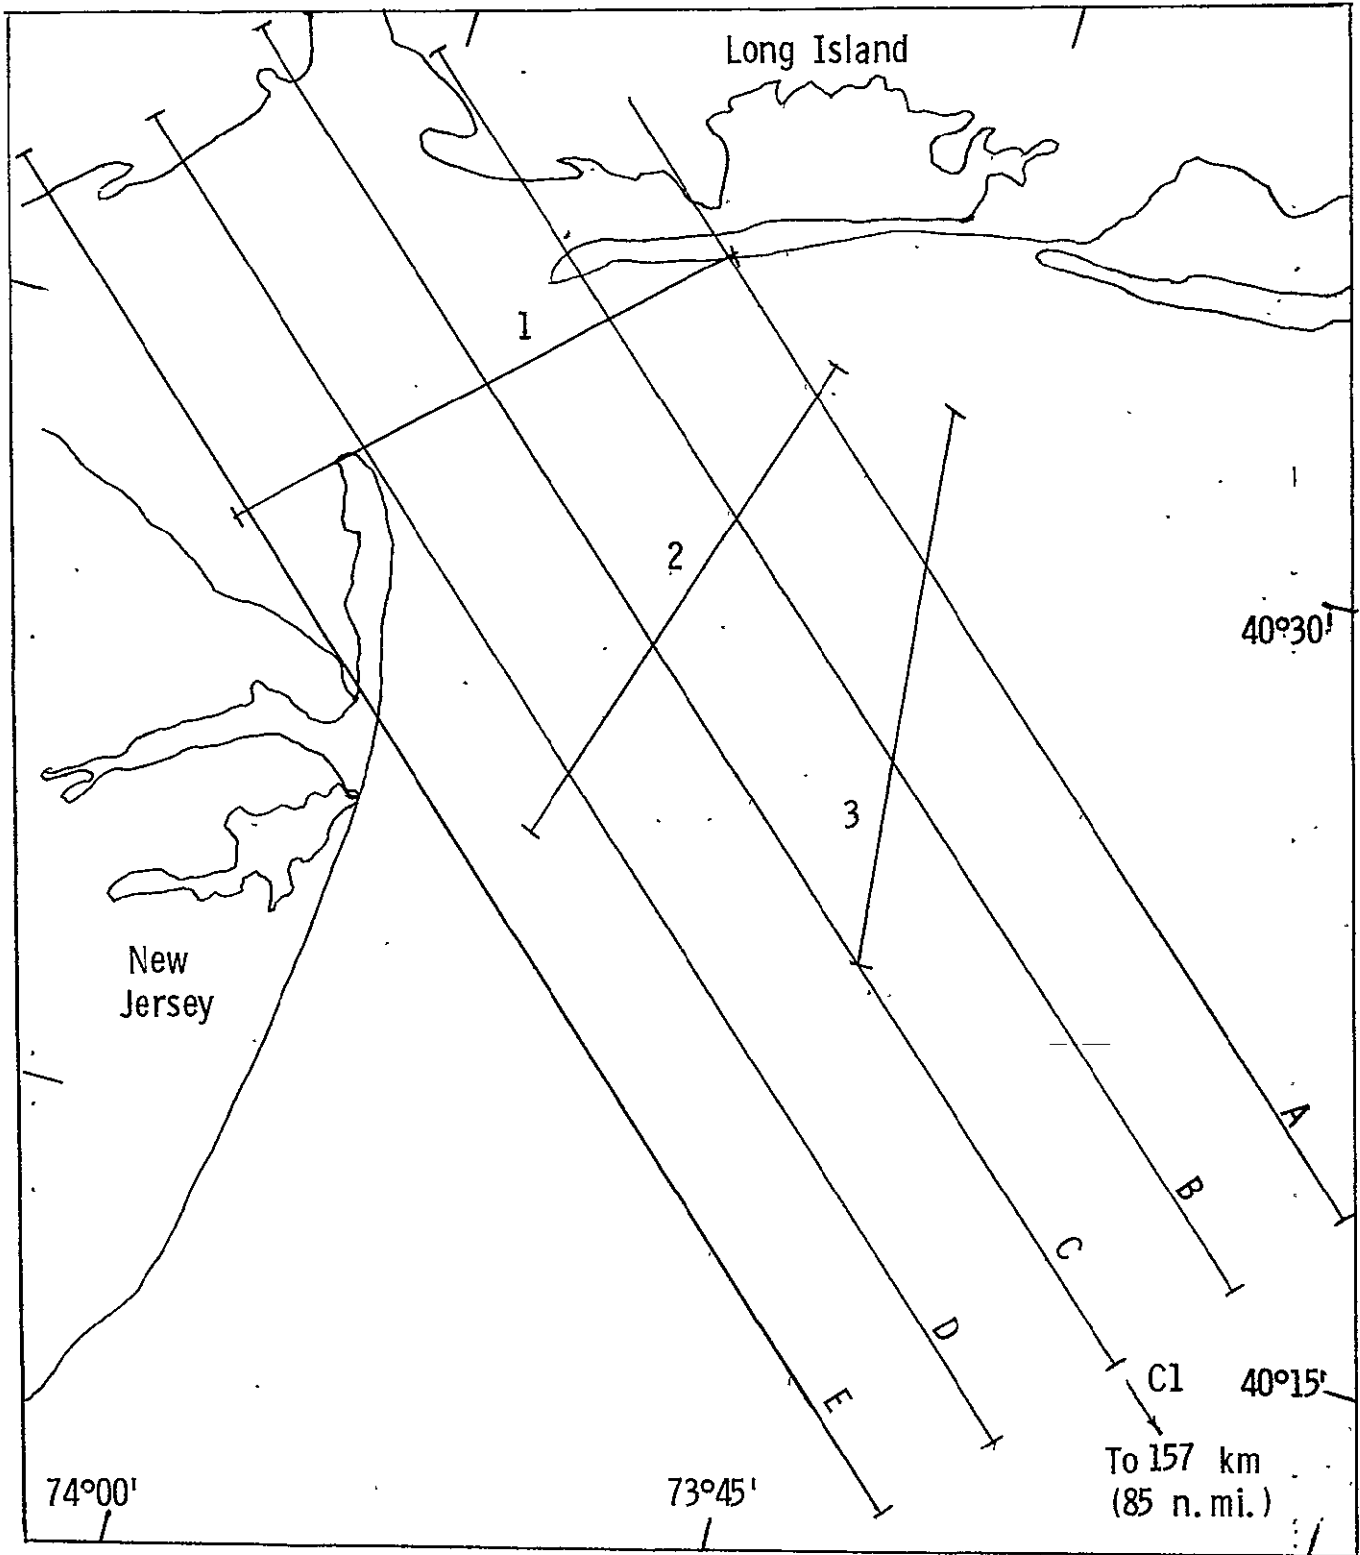 Long Island
1
2
40°30'
3
New
Jersey
A
B
C
D
E
C1
40°15'
To 157 km
(85 n.mi.)
74°00'
73°45'